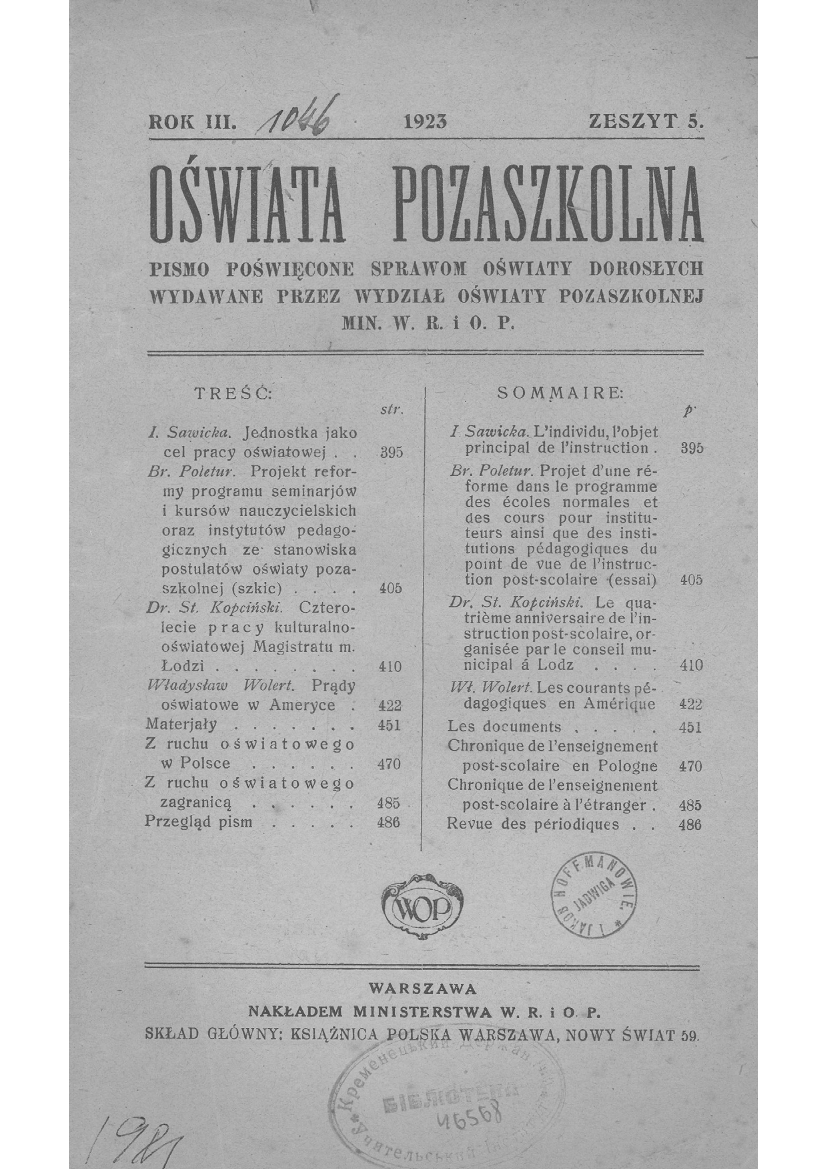 ROK III. 1046 1923 ZESZYT 5.
OŚWIATA POZASZKOLNA
PISMO POŚWIĘCONE SPRAWOM OŚWIATY DOROSŁYCH
WYDAWANE PRZEZ WYDZIAŁ OŚWIATY POZASZKOLNEJ
MIN. W. R. i O. P.
TREŚĆ:
str.
I. Sawicka. Jednostka jako
cel pracy oświatowej . . 395
Br. Poletur. Projekt refor-
my programu seminarjów
i kursów nauczycielskich
oraz instytutów pedago-
gicznych ze stanowiska
postulatów oświaty poza-
szkolnej (szkic) . . . . 405
Dr. St. Kopciński. Cztero-
lecie pracy kulturalno-
oświatowej Magistratu m.
Łodzi . . . . . . . . 410
Władysław Wolert. Prądy
oświatowe w Ameryce . 422
Materjały . . . . . . . 451
Z ruchu oświatowego
w Polsce . . . . . . 470
Z ruchu oświatowego
zagranicą . . . . . . 485
Przegląd pism . . . . . 486
SOMMAIRE:
p.
I Sawicka. L'individu, l'objet
principal de l'instruction . 395
Br. Poletur. Projet d'une ré-
forme dans le programme
des écoles normales et
des cours pour institu-
teurs ainsi que des insti-
tutions pédagogiques du
point de vue de l'instruc-
tion post-scolaire (essai) 405
Dr. St. Kopciński. Le qua-
trième anniversaire de l'in-
struction post-scolaire, or-
ganisée par le conseil mu-
nicipal á Lodz . . . . 410
Wł. Wolert. Les courants pé-
dagogiques en Amérique 422
Les documents . . . . . 451
Chronique de l'enseignement
post-scolaire en Pologne 470
Chronique de l'enseignement
post-scolaire à l'étranger . 485
Revue des périodiques . . 486
WOP
JAKÓB HOFFMANOWIE.
JADWIGA
WARSZAWA
NAKŁADEM MINISTERSTWA W. R. i O. P.
SKŁAD GŁÓWNY: KSIĄŻNICA POLSKA WARSZAWA, NOWY ŚWIAT 59.
Кременецький
БІБЛІОТЕКА
46568
Учительський
198